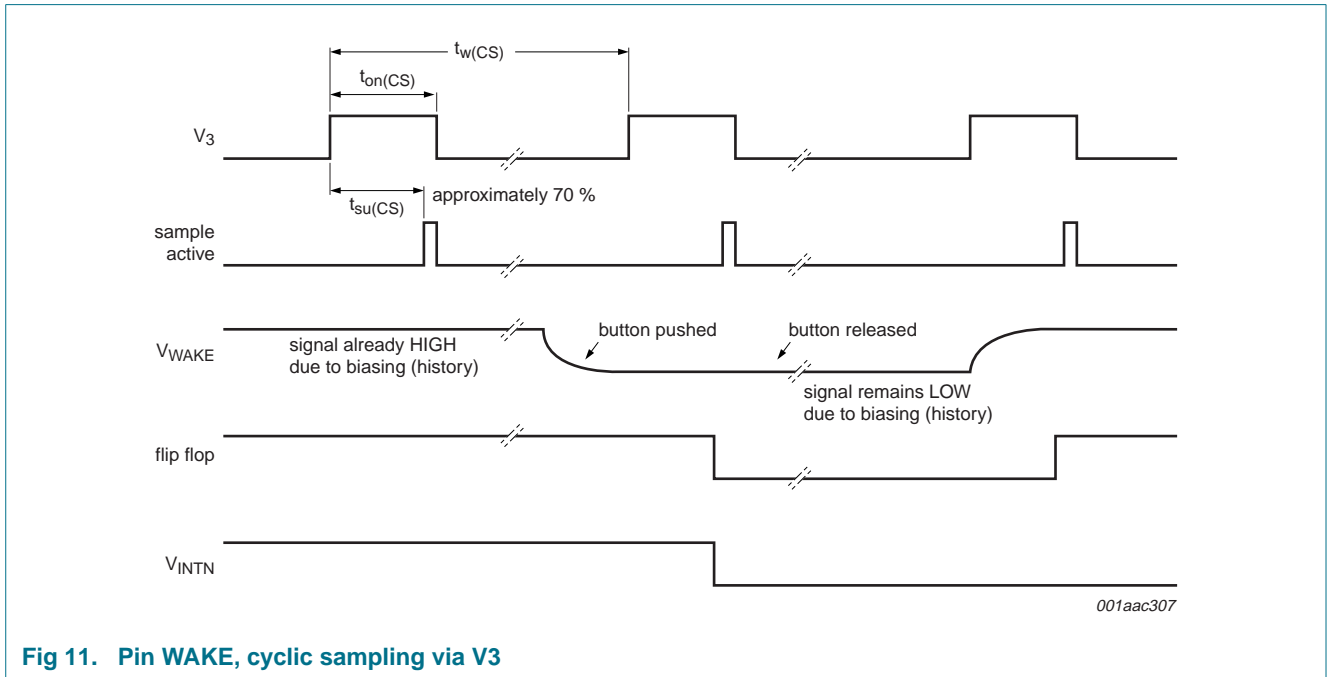 tw(CS)
ton(CS)
V3
tsu(CS)
approximately 70 %
sample
active
VWAKE
signal already HIGH
due to biasing (history)
button pushed
button released
signal remains LOW
due to biasing (history)
flip flop
VINTN
001aac307
Fig 11. Pin WAKE, cyclic sampling via V3